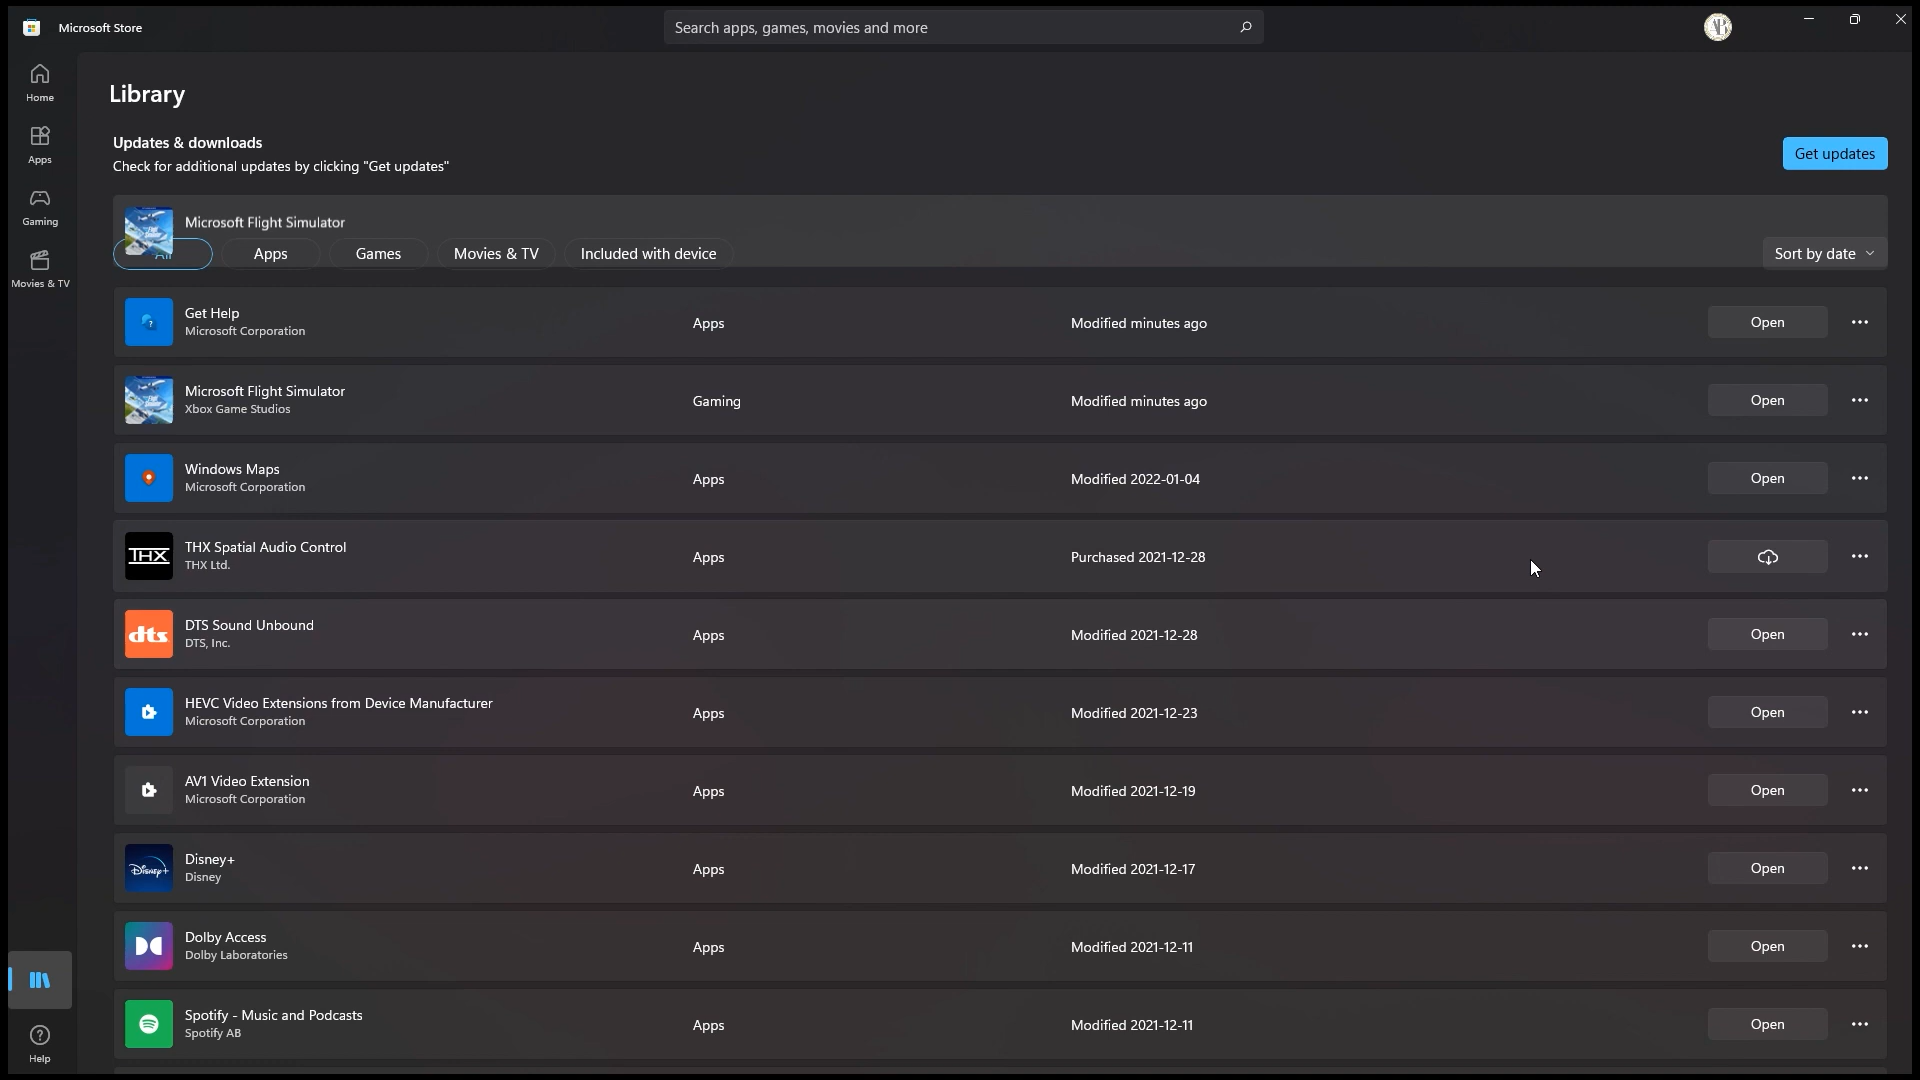 Microsoft Store
Search apps, games, movies and more
Home
Apps
Gaming
Movies & TV
Library
Updates & downloads
Check for additional updates by clicking "Get updates"
Get updates
Microsoft Flight Simulator
All
Apps
Games
Movies & TV
Included with device
Sort by date
Get Help
Microsoft Corporation
Apps
Modified minutes ago
Open
Microsoft Flight Simulator
Xbox Game Studios
Gaming
Modified minutes ago
Open
Windows Maps
Microsoft Corporation
Apps
Modified 2022-01-04
Open
THX
THX Spatial Audio Control
THX Ltd.
Apps
Purchased 2021-12-28
dts
DTS Sound Unbound
DTS, Inc.
Apps
Modified 2021-12-28
Open
HEVC Video Extensions from Device Manufacturer
Microsoft Corporation
Apps
Modified 2021-12-23
Open
AV1 Video Extension
Microsoft Corporation
Apps
Modified 2021-12-19
Open
Disney+
Disney+
Disney
Apps
Modified 2021-12-17
Open
Dolby Access
Dolby Laboratories
Apps
Modified 2021-12-11
Open
Spotify - Music and Podcasts
Spotify AB
Apps
Modified 2021-12-11
Open
Help